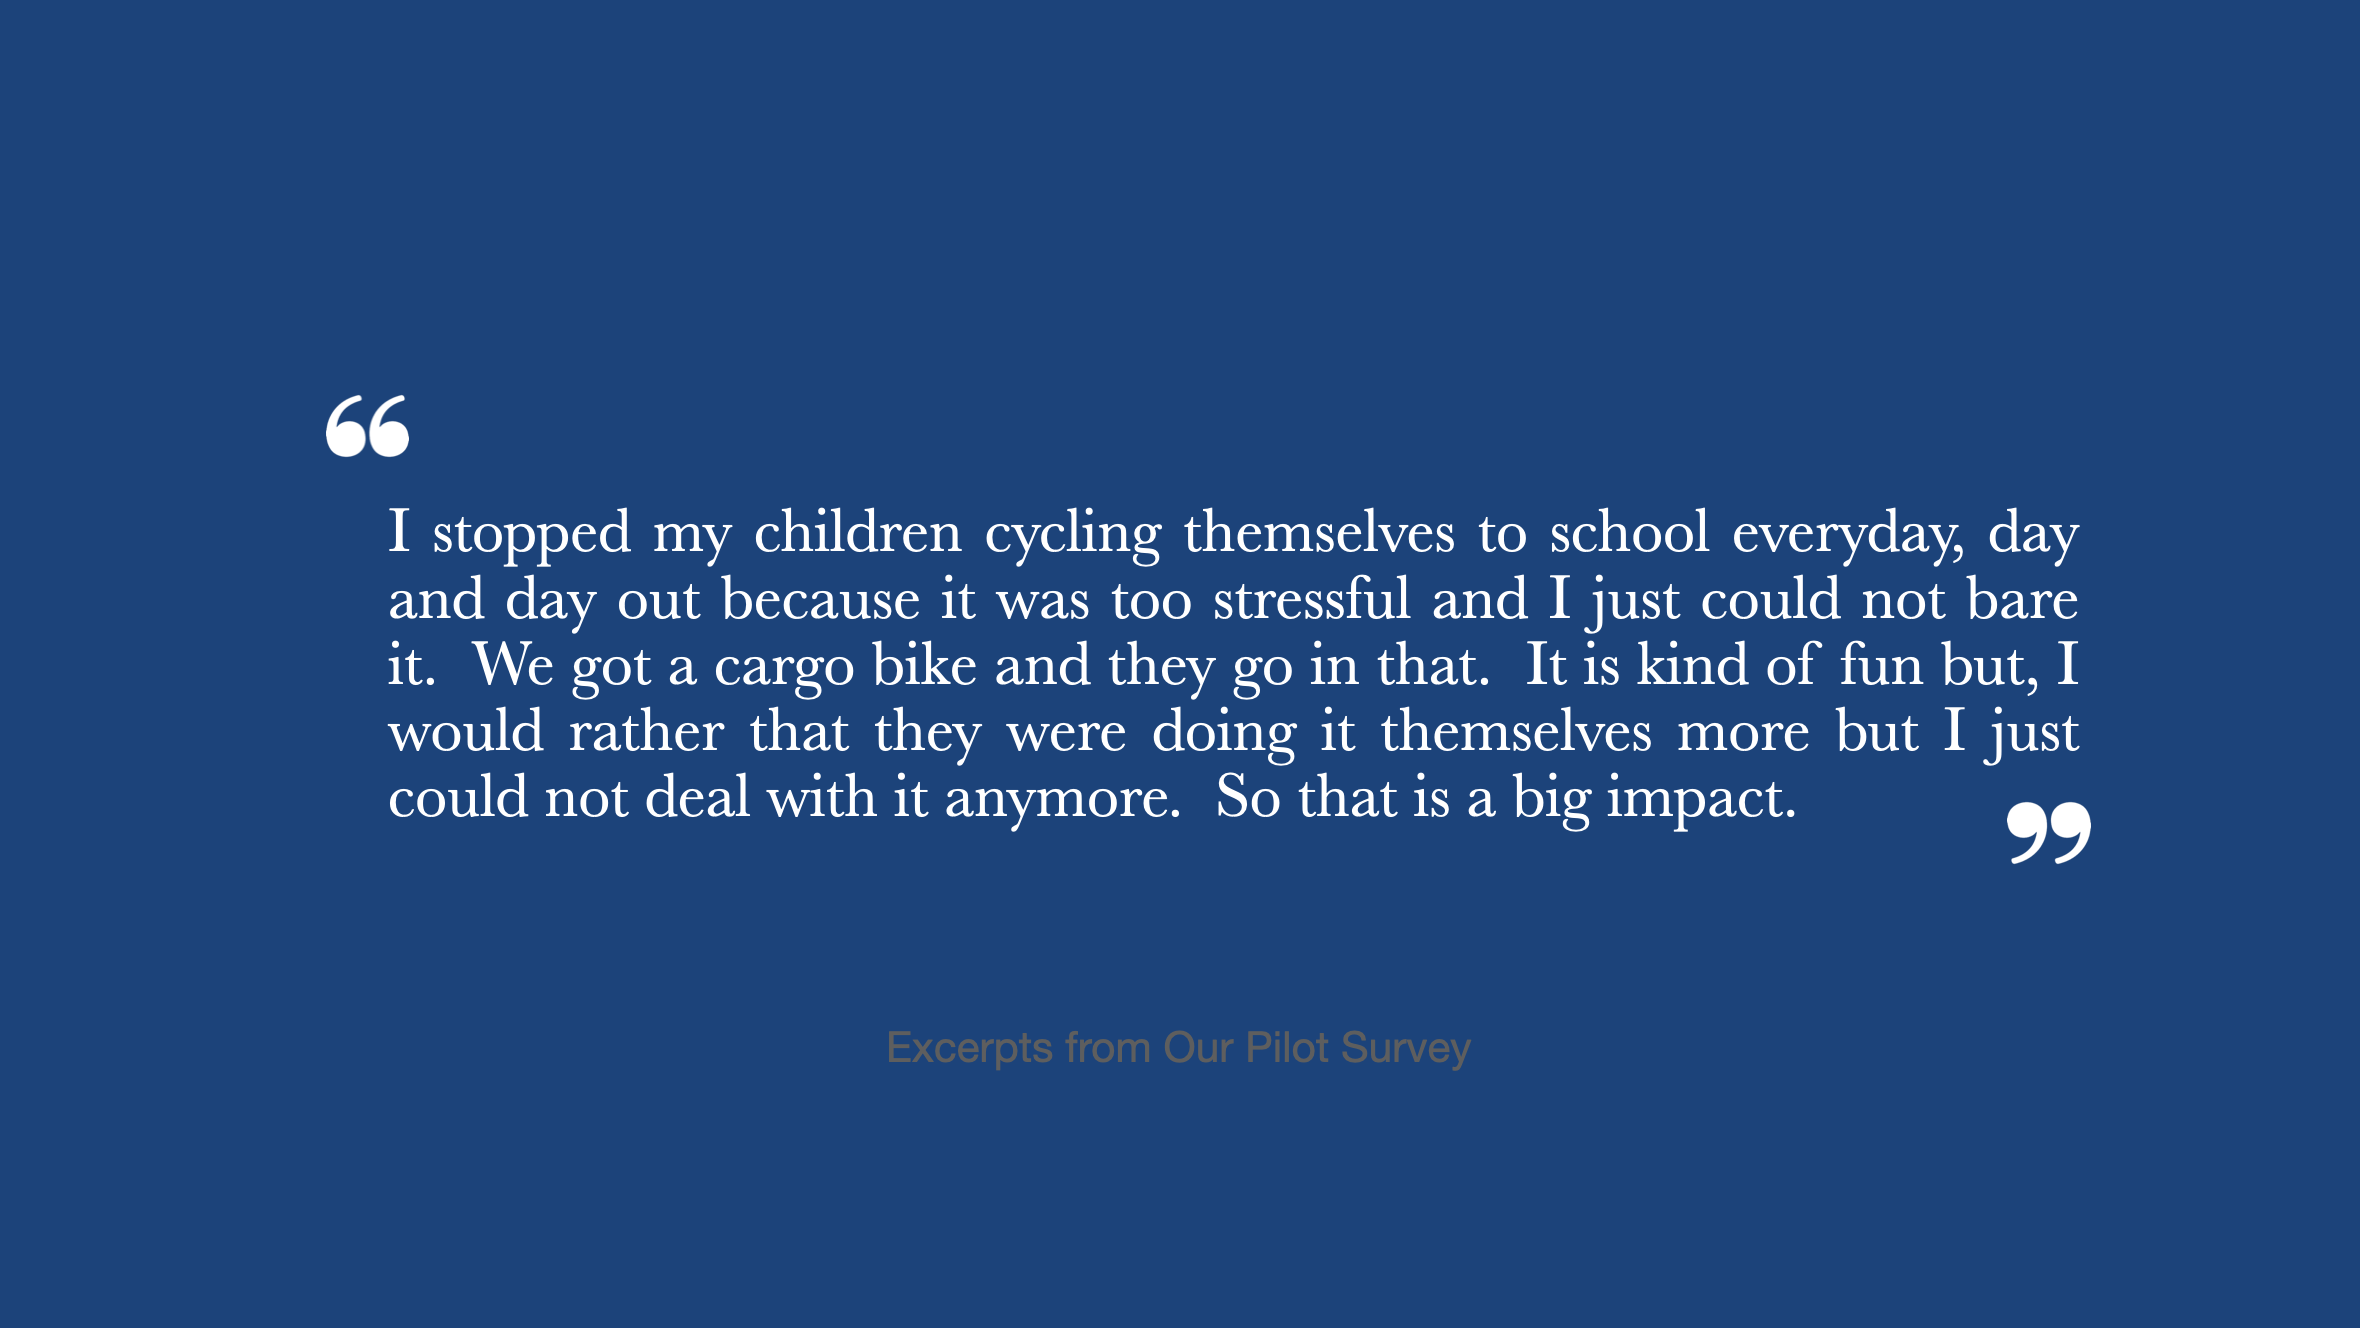 “
I stopped my children cycling themselves to school everyday, day
and day out because it was too stressful and I just could not bare
it.  We got a cargo bike and they go in that.  It is kind of fun but, I
would rather that they were doing it themselves more but I just
could not deal with it anymore.  So that is a big impact.
”
Excerpts from Our Pilot Survey